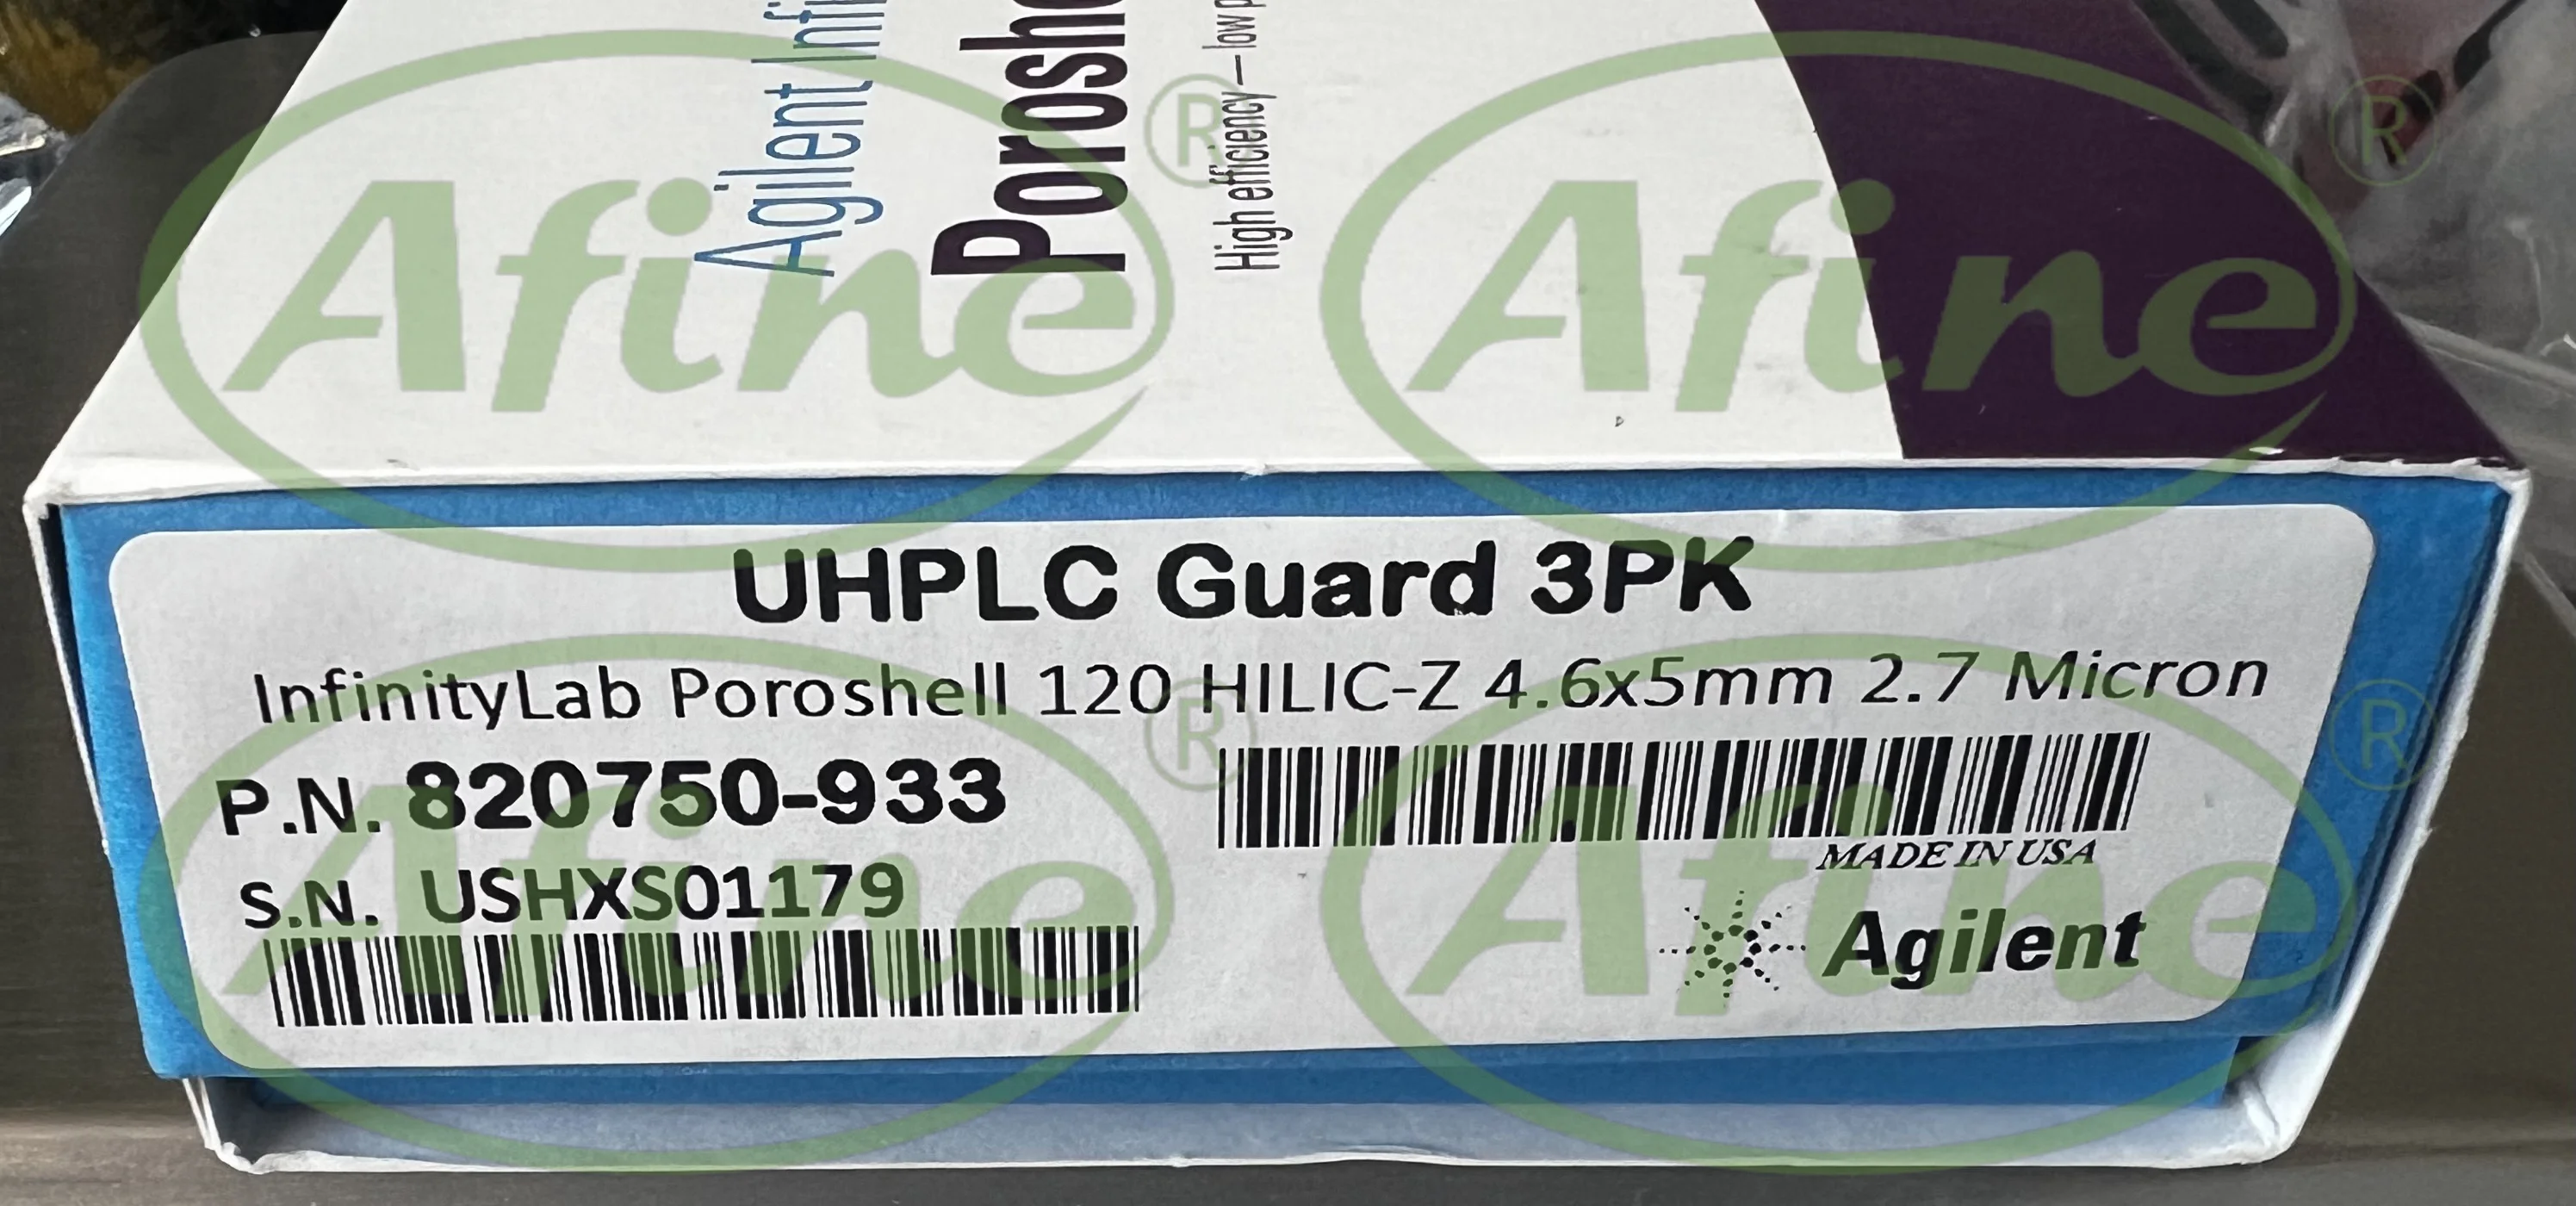 Agilent Infi
Poroshe
High efficiency – low p
UHPLC Guard 3PK
InfinityLab Poroshell 120 HILIC-Z 4.6x5mm 2.7 Micron
P.N. 820750-933
S.N. USHXS01179
MADE IN USA
Agilent
Afine®
Afine®
Afine®
Afine®